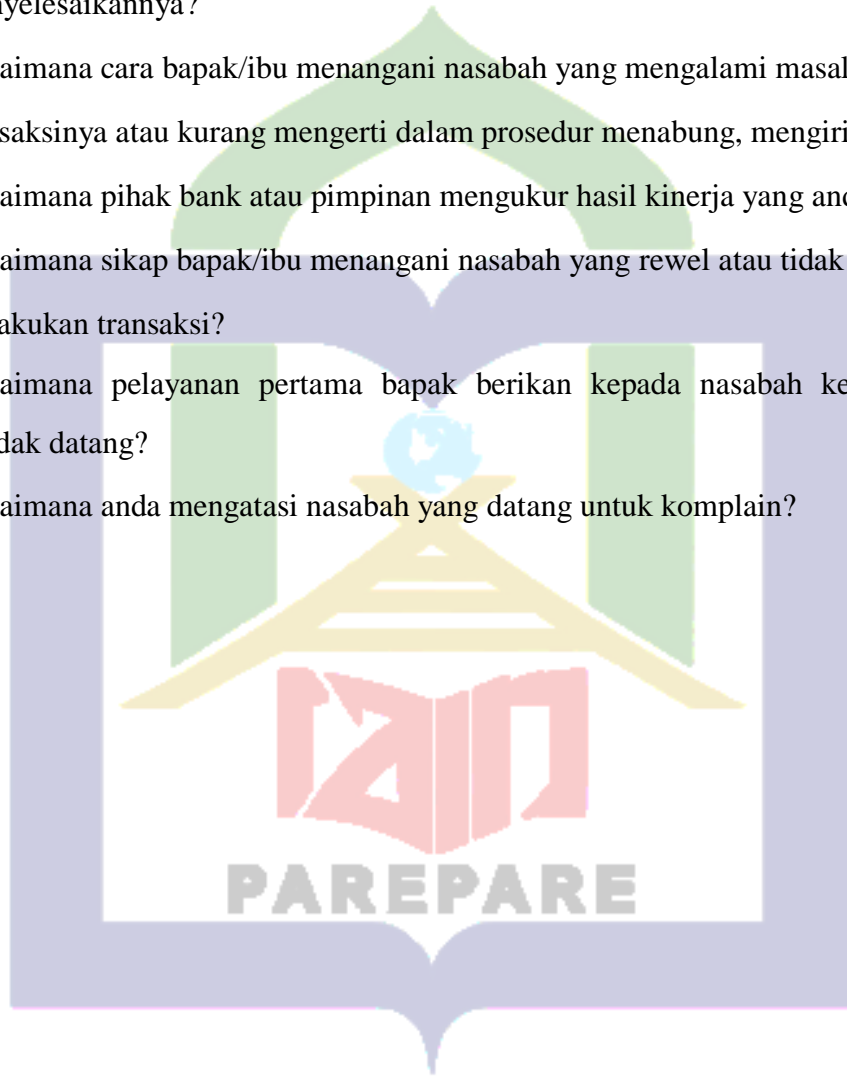 nyelesaikannya?
aimana cara bapak/ibu menangani nasabah yang mengalami masal
saksinya atau kurang mengerti dalam prosedur menabung, mengiri
aimana pihak bank atau pimpinan mengukur hasil kinerja yang and
aimana sikap bapak/ibu menangani nasabah yang rewel atau tidak
akukan transaksi?
aimana pelayanan pertama bapak berikan kepada nasabah ke
dak datang?
aimana anda mengatasi nasabah yang datang untuk komplain?
iain
PAREPARE